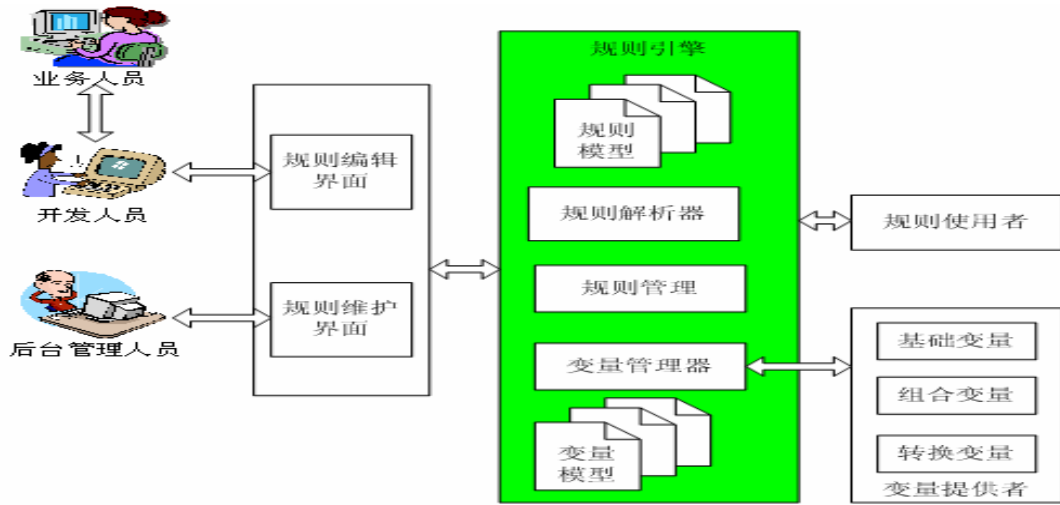 业务人员
开发人员
后台管理人员
规则编辑
界面
规则维护
界面
规则引擎
规则
模型
规则解析器
规则管理
变量管理器
变量
模型
规则使用者
基础变量
组合变量
转换变量
变量提供者